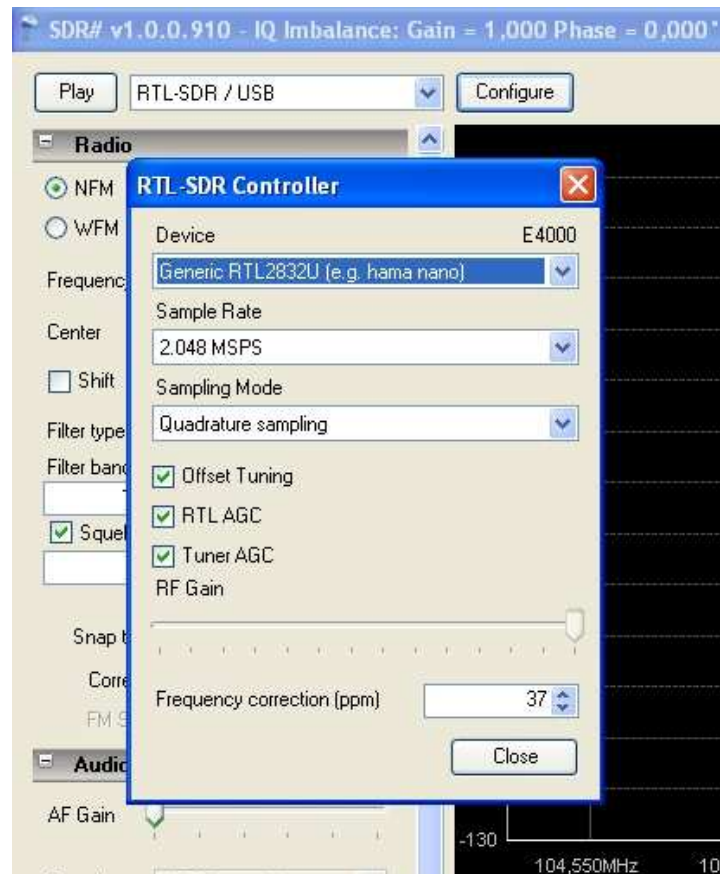 SDR# v1.0.0.910 - IQ Imbalance: Gain = 1,000 Phase = 0,000°
Play RTL-SDR / USB Configure
Radio
NFM
WFM
Frequenc
Center
Shift
Filter type
Filter band
Squel
Snap t
Corre
FM S
Audio
AF Gain
RTL-SDR Controller
Device E4000
Generic RTL2832U (e.g. hama nano)
Sample Rate
2.048 MSPS
Sampling Mode
Quadrature sampling
Offset Tuning
RTL AGC
Tuner AGC
RF Gain
Frequency correction (ppm) 37
Close
-130
104,550MHz 10